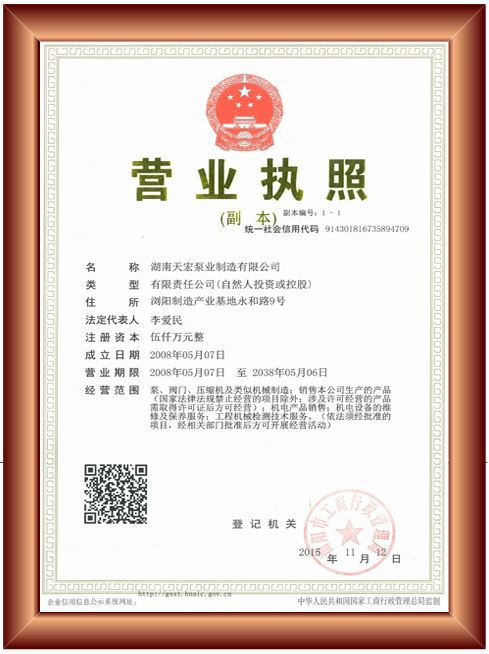 营业执照
(副 本) 副本编号：1－1
统一社会信用代码 914301816735894709
名 称 湖南天宏泵业制造有限公司
类 型 有限责任公司(自然人投资或控股)
住 所 浏阳制造产业基地永和路9号
法定代表人 李爱民
注册资本 伍仟万元整
成立日期 2008年05月07日
营业期限 2008年05月07日 至 2038年05月06日
经营范围 泵、阀门、压缩机及类似机械制造；销售本公司生产的产品
（国家法律法规禁止经营的项目除外；涉及许可经营的产品
需取得许可证后方可经营）；机电产品销售；机电设备的维
修及保养服务；工程机械检测技术服务。（依法须经批准的
项目，经相关部门批准后方可开展经营活动）
登记机关
浏阳市工商行政管理局
2015 年 11 月 12 日
企业信用信息公示系统网址： http://gsxt.hnaic.gov.cn
中华人民共和国国家工商行政管理总局监制